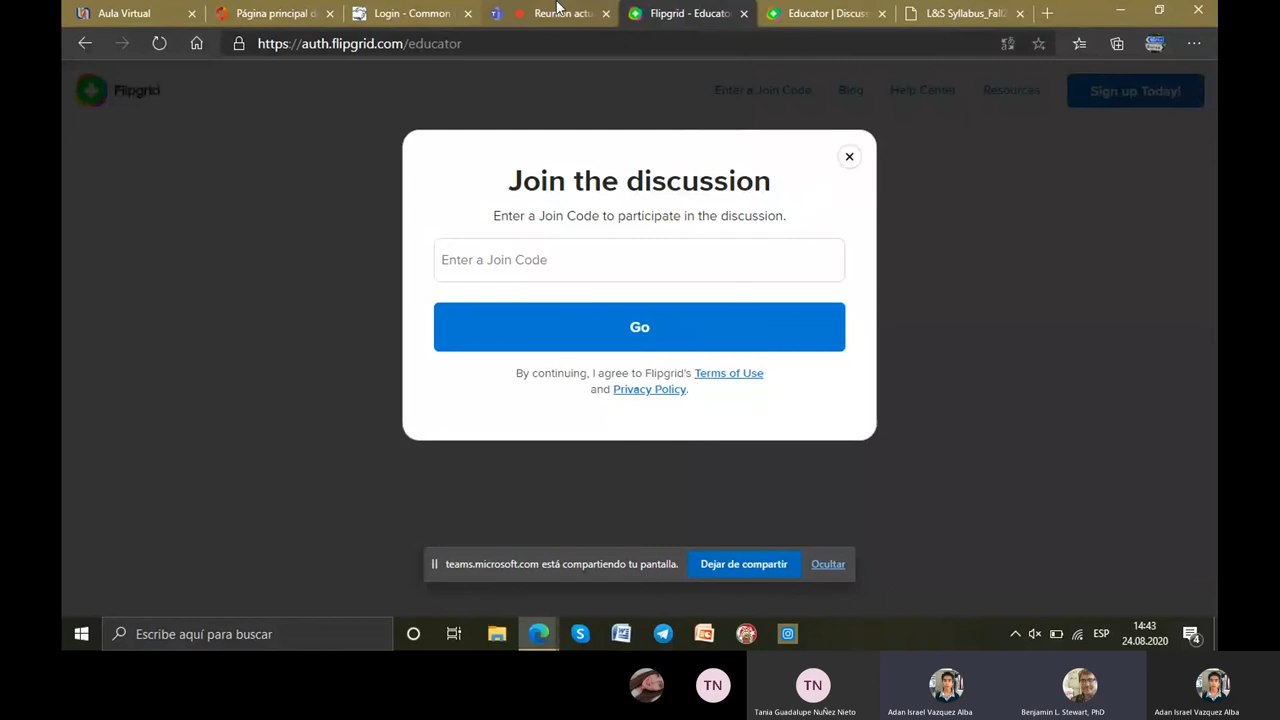 Aula Virtual
Página principal d
Login - Common
Reunión actu
Flipgrid - Educato
Educator | Discuss
L&S Syllabus_Fall2
https://auth.flipgrid.com/educator
Flipgrid
Enter a Join Code
Blog
Help Center
Resources
Sign up Today!
Join the discussion
Enter a Join Code to participate in the discussion.
Enter a Join Code
Go
By continuing, I agree to Flipgrid's Terms of Use
and Privacy Policy.
teams.microsoft.com está compartiendo tu pantalla.
Dejar de compartir
Ocultar
Escribe aquí para buscar
ESP
14:43
24.08.2020
4
TN
TN
Tania Guadalupe NuÑez Nieto
Adan Israel Vazquez Alba
Benjamin L. Stewart, PhD
Adan Israel Vazquez Alba